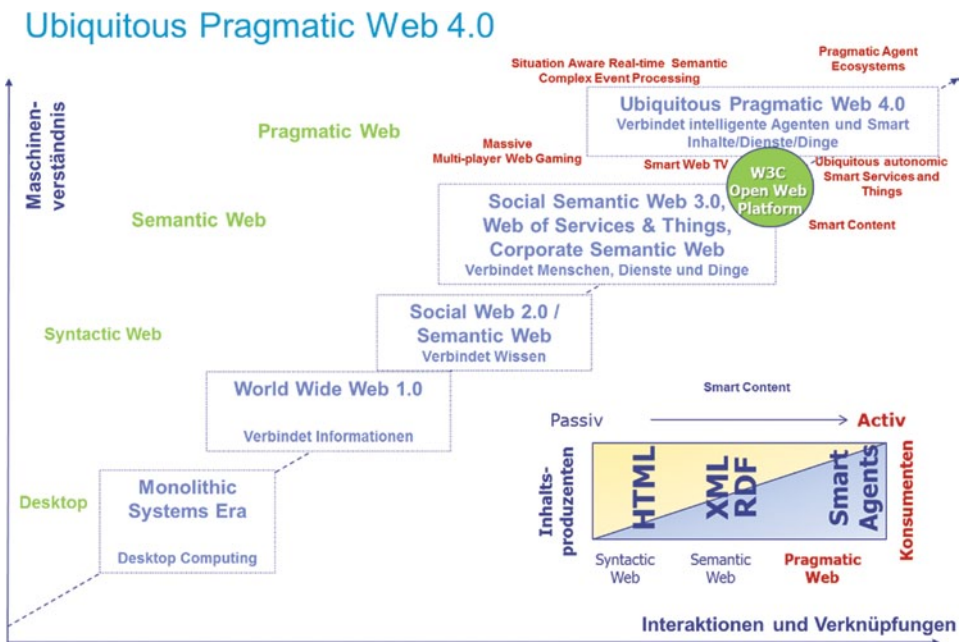 Ubiquitous Pragmatic Web 4.0
Maschinen-
verständnis
Situation Aware Real-time Semantic
Complex Event Processing
Pragmatic Agent
Ecosystems
Ubiquitous Pragmatic Web 4.0
Verbindet intelligente Agenten und Smart
Inhalte/Dienste/Dinge
Pragmatic Web
Massive
Multi-player Web Gaming
Smart Web TV
W3C
Open Web
Platform
Ubiquitous autonomic
Smart Services and
Things
Smart Content
Semantic Web
Social Semantic Web 3.0,
Web of Services & Things,
Corporate Semantic Web
Verbindet Menschen, Dienste und Dinge
Syntactic Web
Social Web 2.0 /
Semantic Web
Verbindet Wissen
World Wide Web 1.0
Verbindet Informationen
Desktop
Monolithic
Systems Era
Desktop Computing
Smart Content
Passiv
Activ
Inhalts-
produzenten
HTML
XML
RDF
Smart
Agents
Konsumenten
Syntactic
Web
Semantic
Web
Pragmatic
Web
Interaktionen und Verknüpfungen